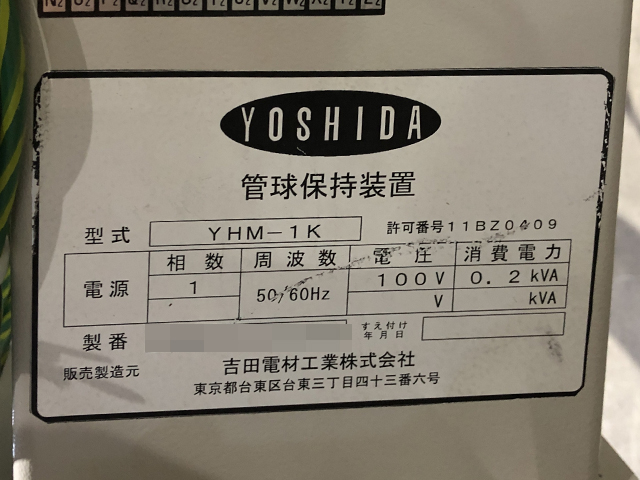 YOSHIDA
管球保持装置
型式 YHM-1K 許可番号11BZ0409
相数 周波数 電圧 消費電力
電源 1 50/60Hz 100V 0.2kVA
V kVA
製番 すえ付け年月日
販売製造元 吉田電材工業株式会社
東京都台東区台東三丁目四十三番六号